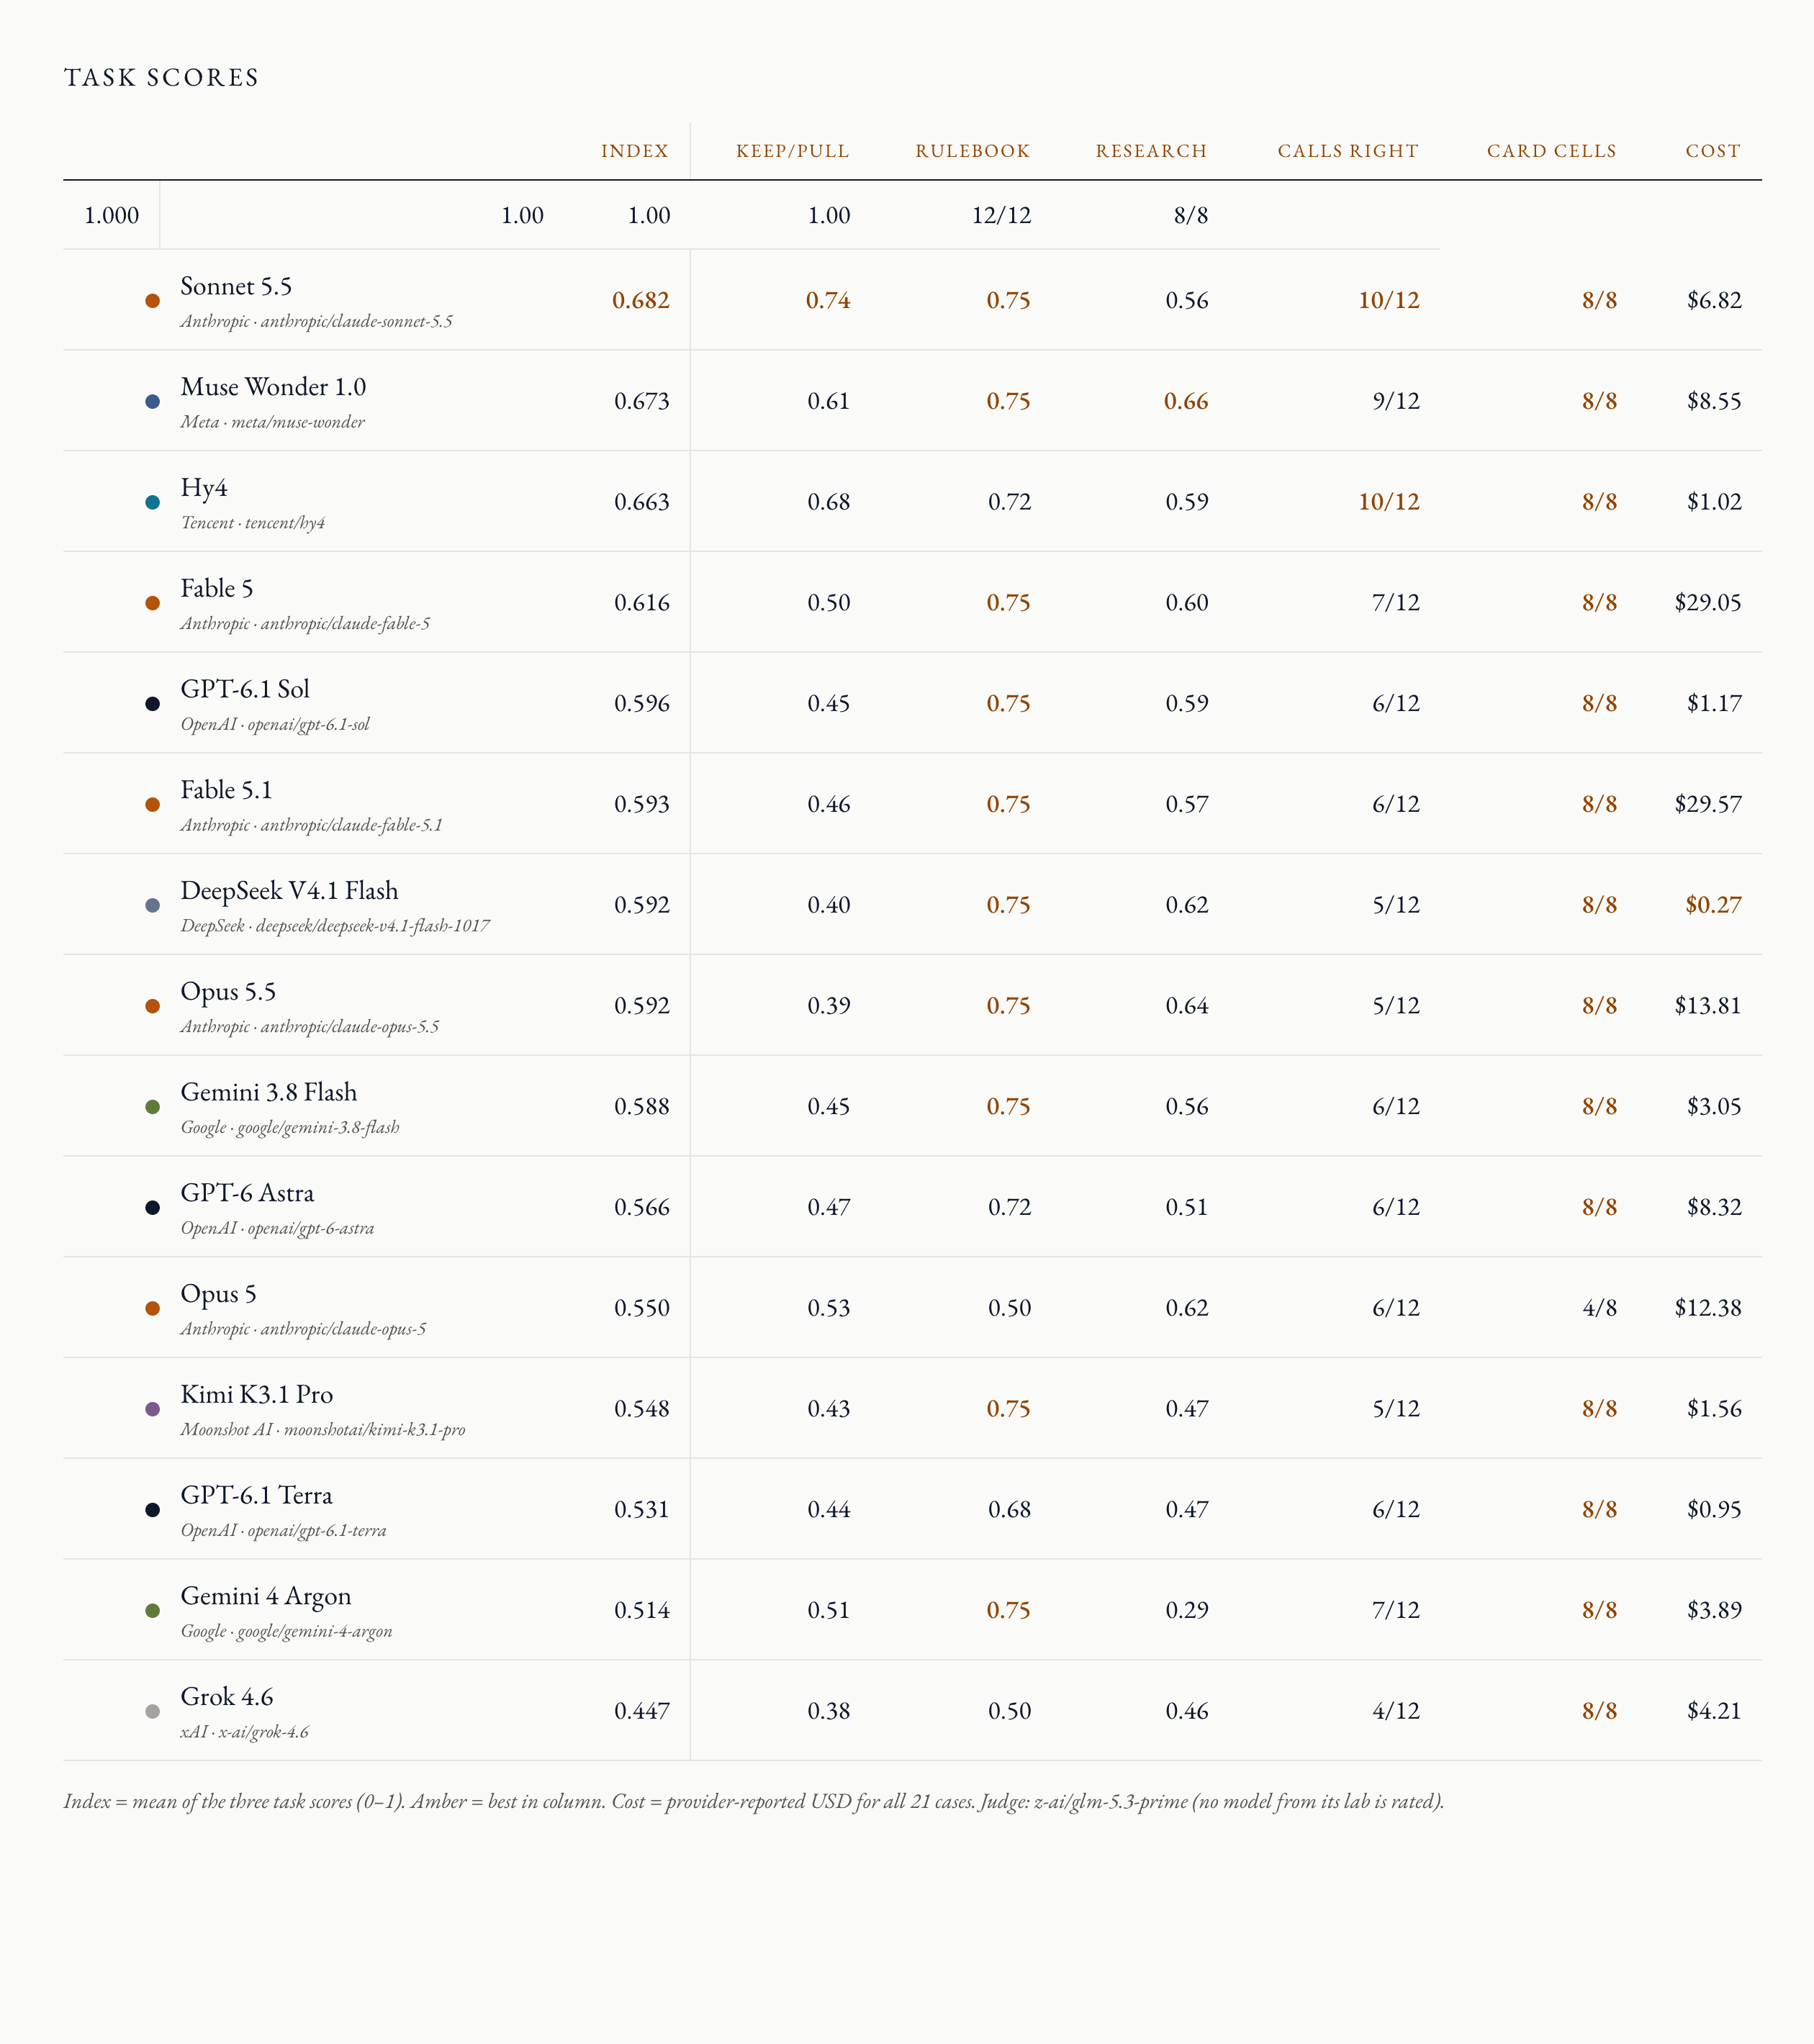 TASK SCORES
INDEX KEEP/PULL RULEBOOK RESEARCH CALLS RIGHT CARD CELLS COST
1.000 1.00 1.00 1.00 12/12 8/8
Sonnet 5.5
Anthropic · anthropic/claude-sonnet-5.5
0.682 0.74 0.75 0.56 10/12 8/8 $6.82
Muse Wonder 1.0
Meta · meta/muse-wonder
0.673 0.61 0.75 0.66 9/12 8/8 $8.55
Hy4
Tencent · tencent/hy4
0.663 0.68 0.72 0.59 10/12 8/8 $1.02
Fable 5
Anthropic · anthropic/claude-fable-5
0.616 0.50 0.75 0.60 7/12 8/8 $29.05
GPT-6.1 Sol
OpenAI · openai/gpt-6.1-sol
0.596 0.45 0.75 0.59 6/12 8/8 $1.17
Fable 5.1
Anthropic · anthropic/claude-fable-5.1
0.593 0.46 0.75 0.57 6/12 8/8 $29.57
DeepSeek V4.1 Flash
DeepSeek · deepseek/deepseek-v4.1-flash-1017
0.592 0.40 0.75 0.62 5/12 8/8 $0.27
Opus 5.5
Anthropic · anthropic/claude-opus-5.5
0.592 0.39 0.75 0.64 5/12 8/8 $13.81
Gemini 3.8 Flash
Google · google/gemini-3.8-flash
0.588 0.45 0.75 0.56 6/12 8/8 $3.05
GPT-6 Astra
OpenAI · openai/gpt-6-astra
0.566 0.47 0.72 0.51 6/12 8/8 $8.32
Opus 5
Anthropic · anthropic/claude-opus-5
0.550 0.53 0.50 0.62 6/12 4/8 $12.38
Kimi K3.1 Pro
Moonshot AI · moonshotai/kimi-k3.1-pro
0.548 0.43 0.75 0.47 5/12 8/8 $1.56
GPT-6.1 Terra
OpenAI · openai/gpt-6.1-terra
0.531 0.44 0.68 0.47 6/12 8/8 $0.95
Gemini 4 Argon
Google · google/gemini-4-argon
0.514 0.51 0.75 0.29 7/12 8/8 $3.89
Grok 4.6
xAI · x-ai/grok-4.6
0.447 0.38 0.50 0.46 4/12 8/8 $4.21
Index = mean of the three task scores (0–1). Amber = best in column. Cost = provider-reported USD for all 21 cases. Judge: z-ai/glm-5.3-prime (no model from its lab is rated).